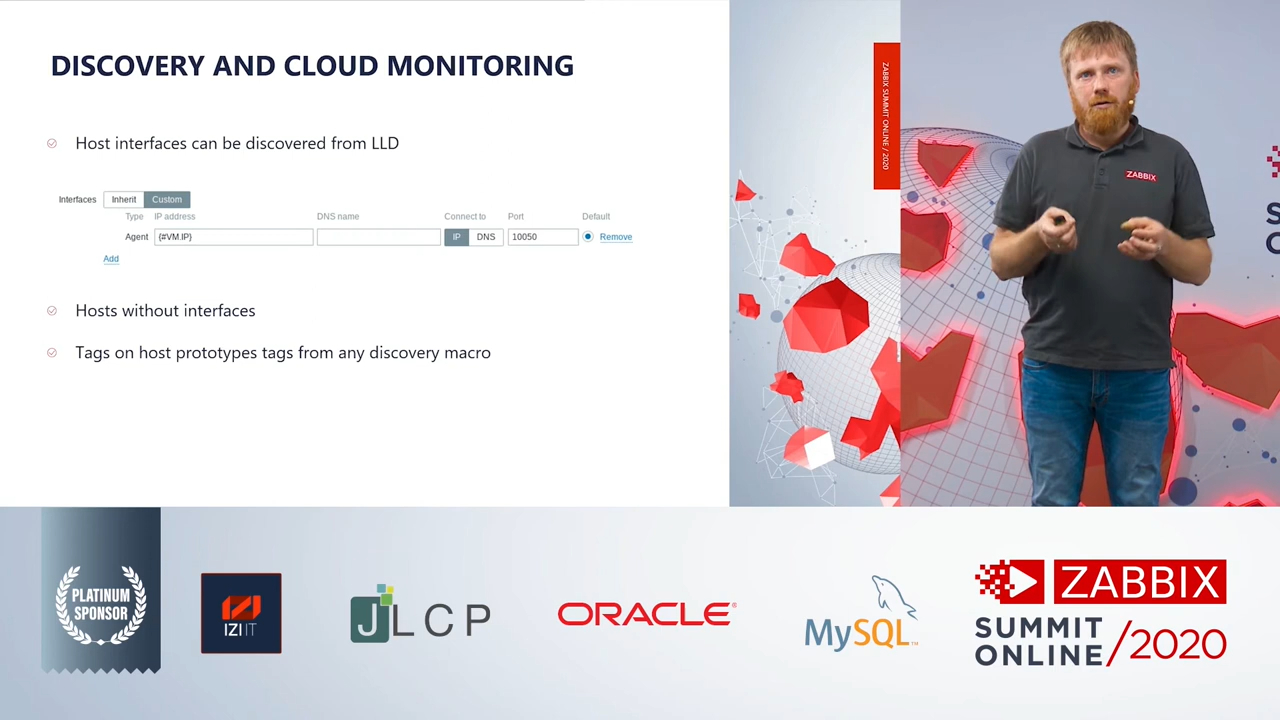 DISCOVERY AND CLOUD MONITORING
Host interfaces can be discovered from LLD
Interfaces Inherit Custom
Type IP address DNS name Connect to Port Default
Agent {#VM.IP} IP DNS 10050 Remove
Add
Hosts without interfaces
Tags on host prototypes tags from any discovery macro
ZABBIX SUMMIT ONLINE / 2020
ZABBIX
S
O
PLATINUM
SPONSOR
IZI IT
JLCP
ORACLE®
MySQL™
ZABBIX
SUMMIT
ONLINE /2020